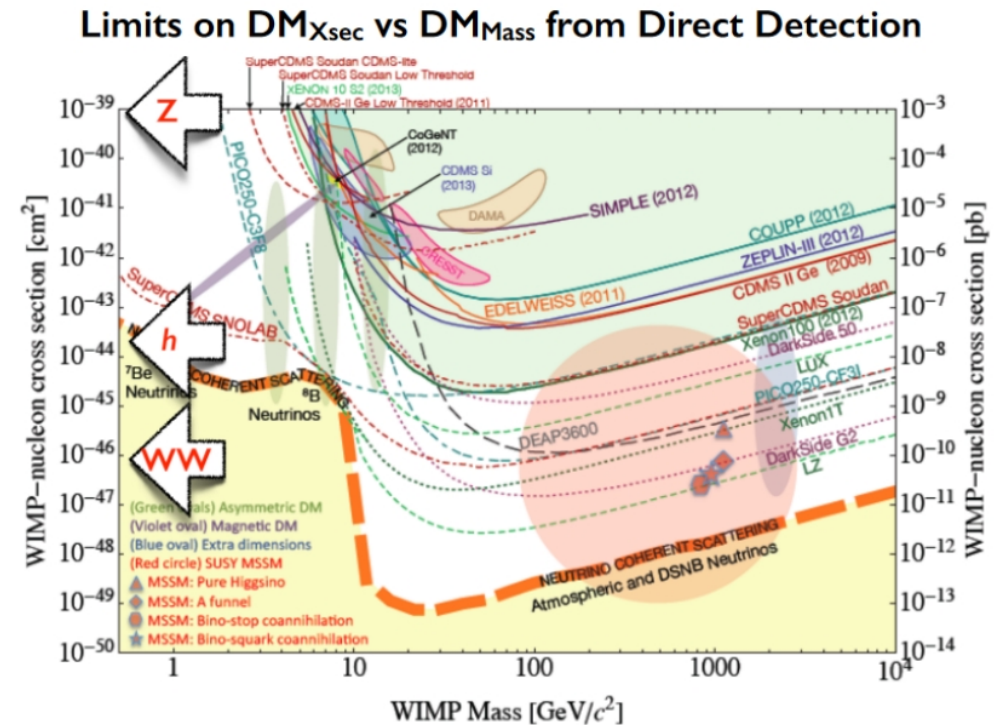 Limits on DM_Xsec vs DM_Mass from Direct Detection
SuperCDMS Soudan CDMS-lite
SuperCDMS Soudan Low Threshold
XENON 10 S2 (2013)
CDMS-II Ge Low Threshold (2011)
10^−39
10^−40
10^−41
10^−42
10^−43
10^−44
10^−45
10^−46
10^−47
10^−48
10^−49
10^−50
WIMP−nucleon cross section [cm^2]
10^−3
10^−4
10^−5
10^−6
10^−7
10^−8
10^−9
10^−10
10^−11
10^−12
10^−13
10^−14
WIMP−nucleon cross section [pb]
Z
h
WW
PICO250-C3F8
CoGeNT
(2012)
CDMS Si
(2013)
DAMA
CRESST
SIMPLE (2012)
COUPP (2012)
ZEPLIN-III (2012)
CDMS II Ge (2009)
EDELWEISS (2011)
SuperCDMS Soudan
Xenon100 (2012)
DarkSide 50
LUX
PICO250-CF3I
Xenon1T
DarkSide G2
LZ
DEAP3600
SuperCDMS SNOLAB
COHERENT SCATTERING
7Be
Neutrinos
8B
Neutrinos
NEUTRINO COHERENT SCATTERING
Atmospheric and DSNB Neutrinos
(Green ovals) Asymmetric DM
(Violet oval) Magnetic DM
(Blue oval) Extra dimensions
(Red circle) SUSY MSSM
MSSM: Pure Higgsino
MSSM: A funnel
MSSM: Bino-stop coannihilation
MSSM: Bino-squark coannihilation
1
10
100
1000
10^4
WIMP Mass [GeV/c^2]